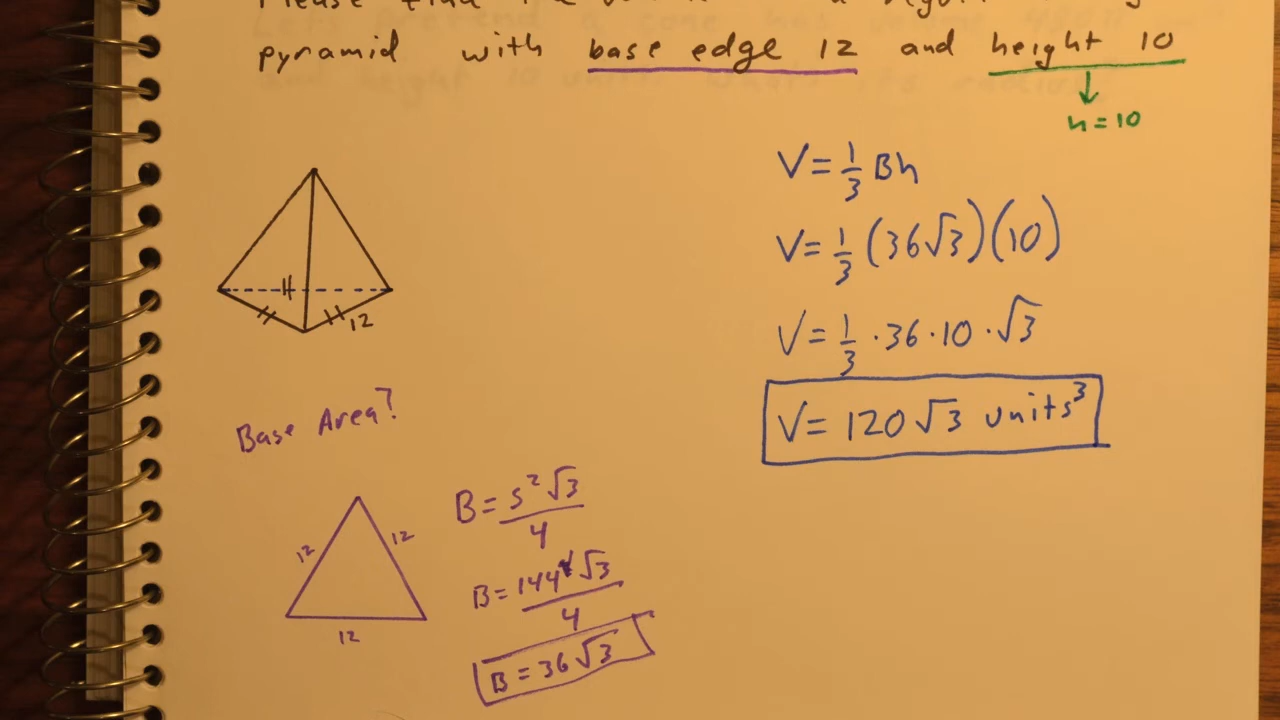 pyramid with base edge 12 and height 10
h = 10
V = 1/3 Bh
V = 1/3 (36√3)(10)
V = 1/3 · 36 · 10 · √3
V = 120√3 units³
12
Base Area?
12 12
12
B = s²√3/4
B = 144√3/4
B = 36√3